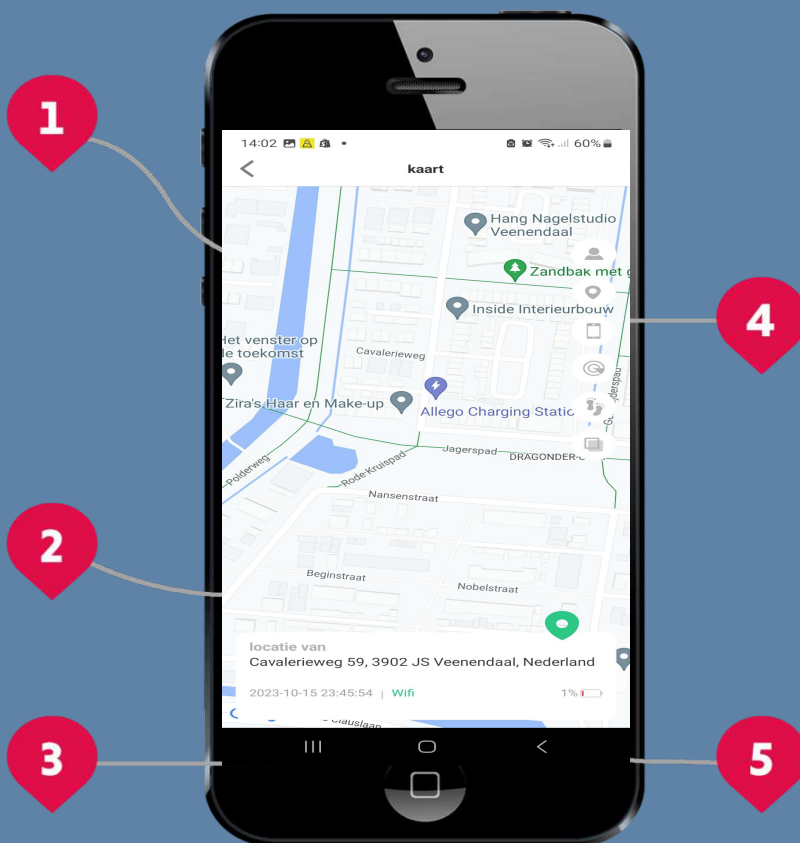 1
14:02
60%
kaart
Hang Nagelstudio
Veenendaal
Zandbak met g
Inside Interieurbouw
4
Het venster op
de toekomst
Cavalerieweg
Zira's Haar en Make-up
Allego Charging Static
Jagerspad
DRAGONDER-
Polderweg
Rode Kruispad
Nansenstraat
2
Beginstraat
Nobelstraat
locatie van
Cavalerieweg 59, 3902 JS Veenendaal, Nederland
2023-10-15 23:45:54 | Wifi
1%
Clauslaan
3
5